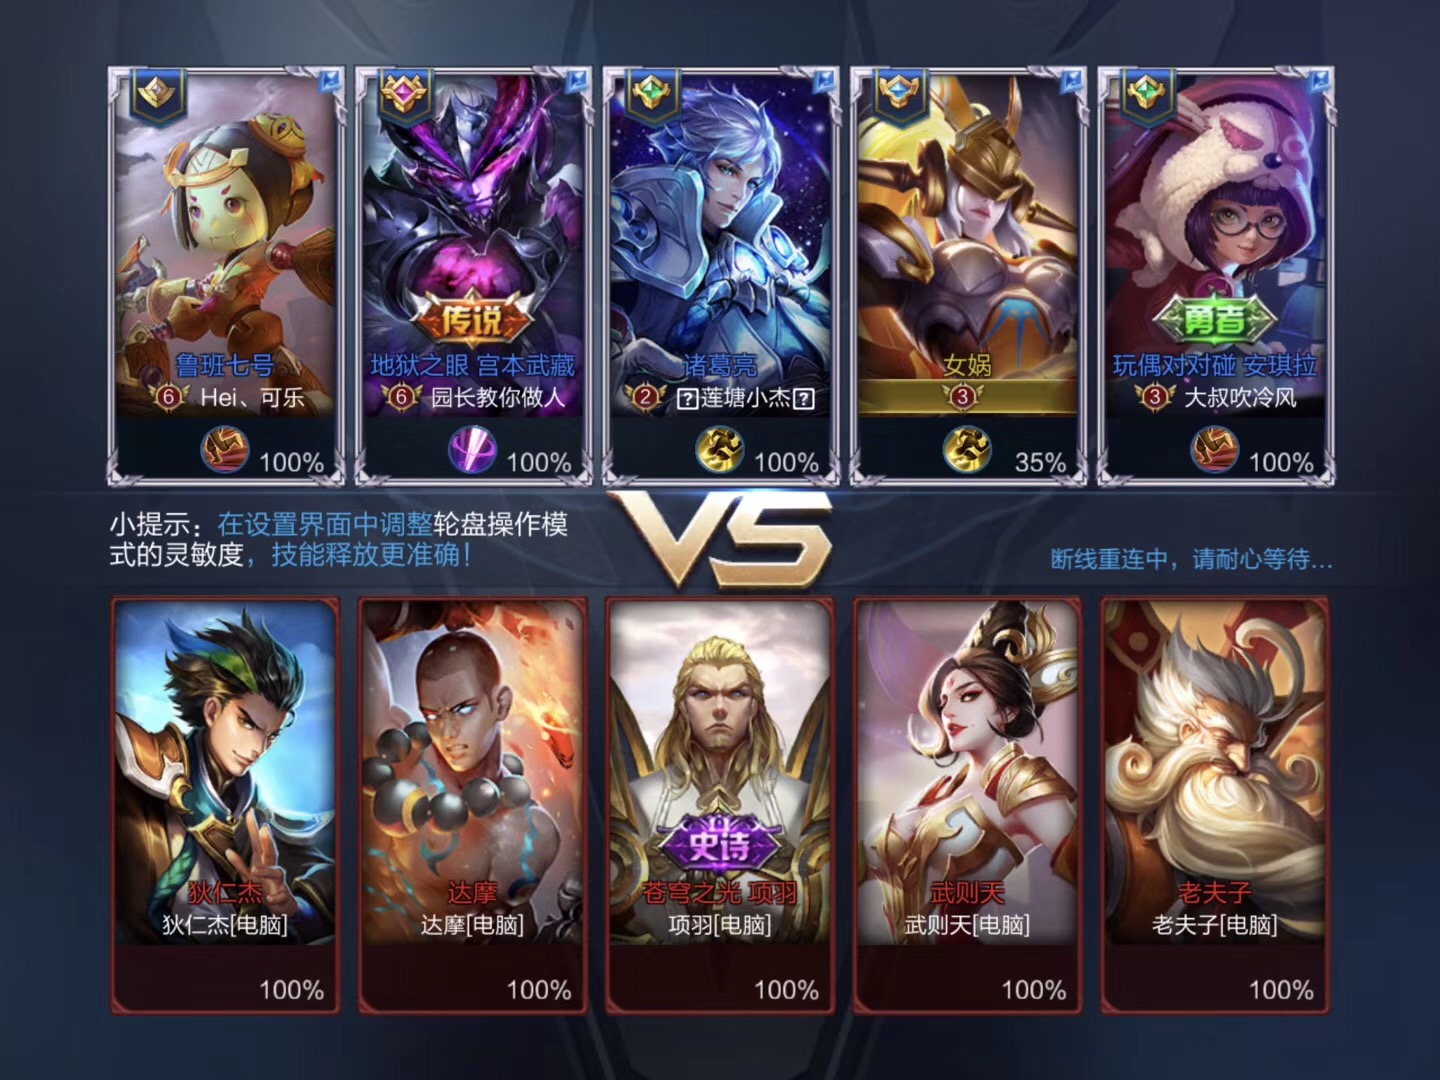 传说
勇者
鲁班七号
地狱之眼 宫本武藏
诸葛亮
女娲
玩偶对对碰 安琪拉
6 Hei、可乐
6 园长教你做人
2 ?莲塘小杰?
3
3 大叔吹冷风
100%
100%
100%
35%
100%
小提示：在设置界面中调整轮盘操作模
式的灵敏度，技能释放更准确！
VS
断线重连中，请耐心等待...
史诗
狄仁杰
达摩
苍穹之光 项羽
武则天
老夫子
狄仁杰[电脑]
达摩[电脑]
项羽[电脑]
武则天[电脑]
老夫子[电脑]
100%
100%
100%
100%
100%